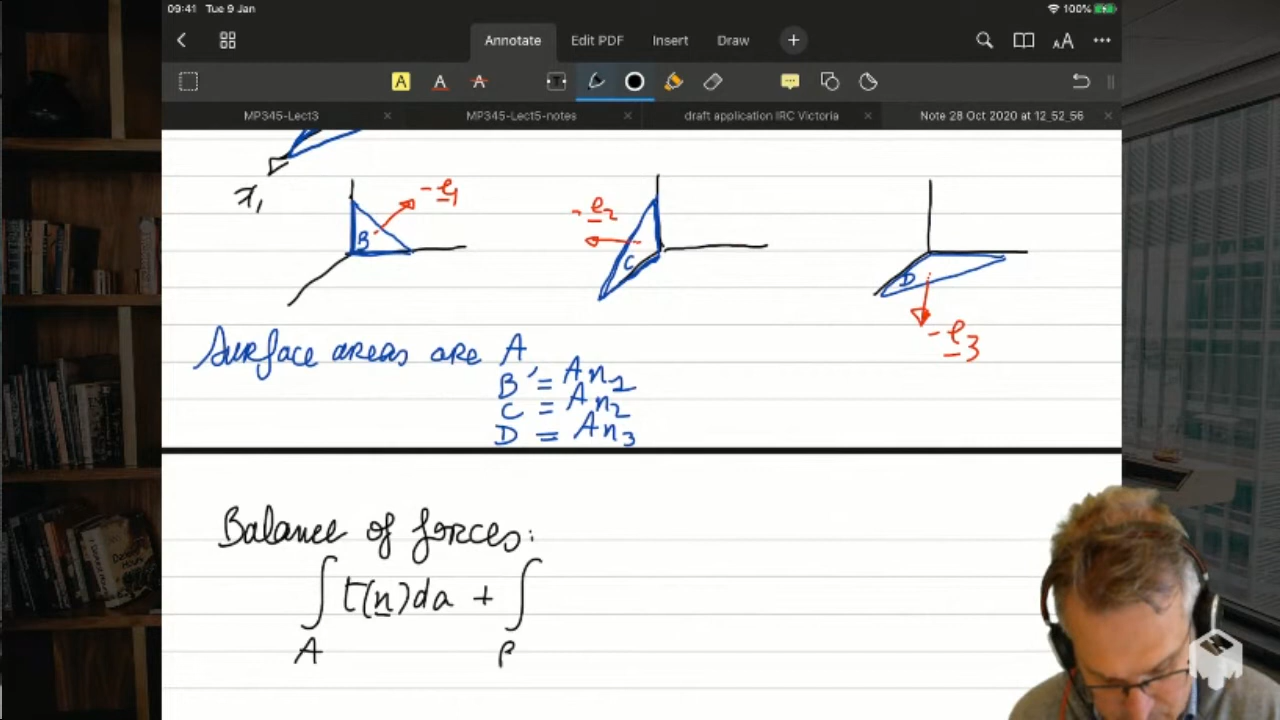 09:41 Tue 9 Jan 100%
Annotate Edit PDF Insert Draw
MP345-Lect3 MP345-Lect5-notes draft application IRC Victoria Note 28 Oct 2020 at 12_52_56
x₁
-e₁ -e₂
B C D
-e₃
Surface areas are A,
B = An₁
C = An₂
D = An₃
Balance of forces:
∫ t(n)da + ∫
A B
N